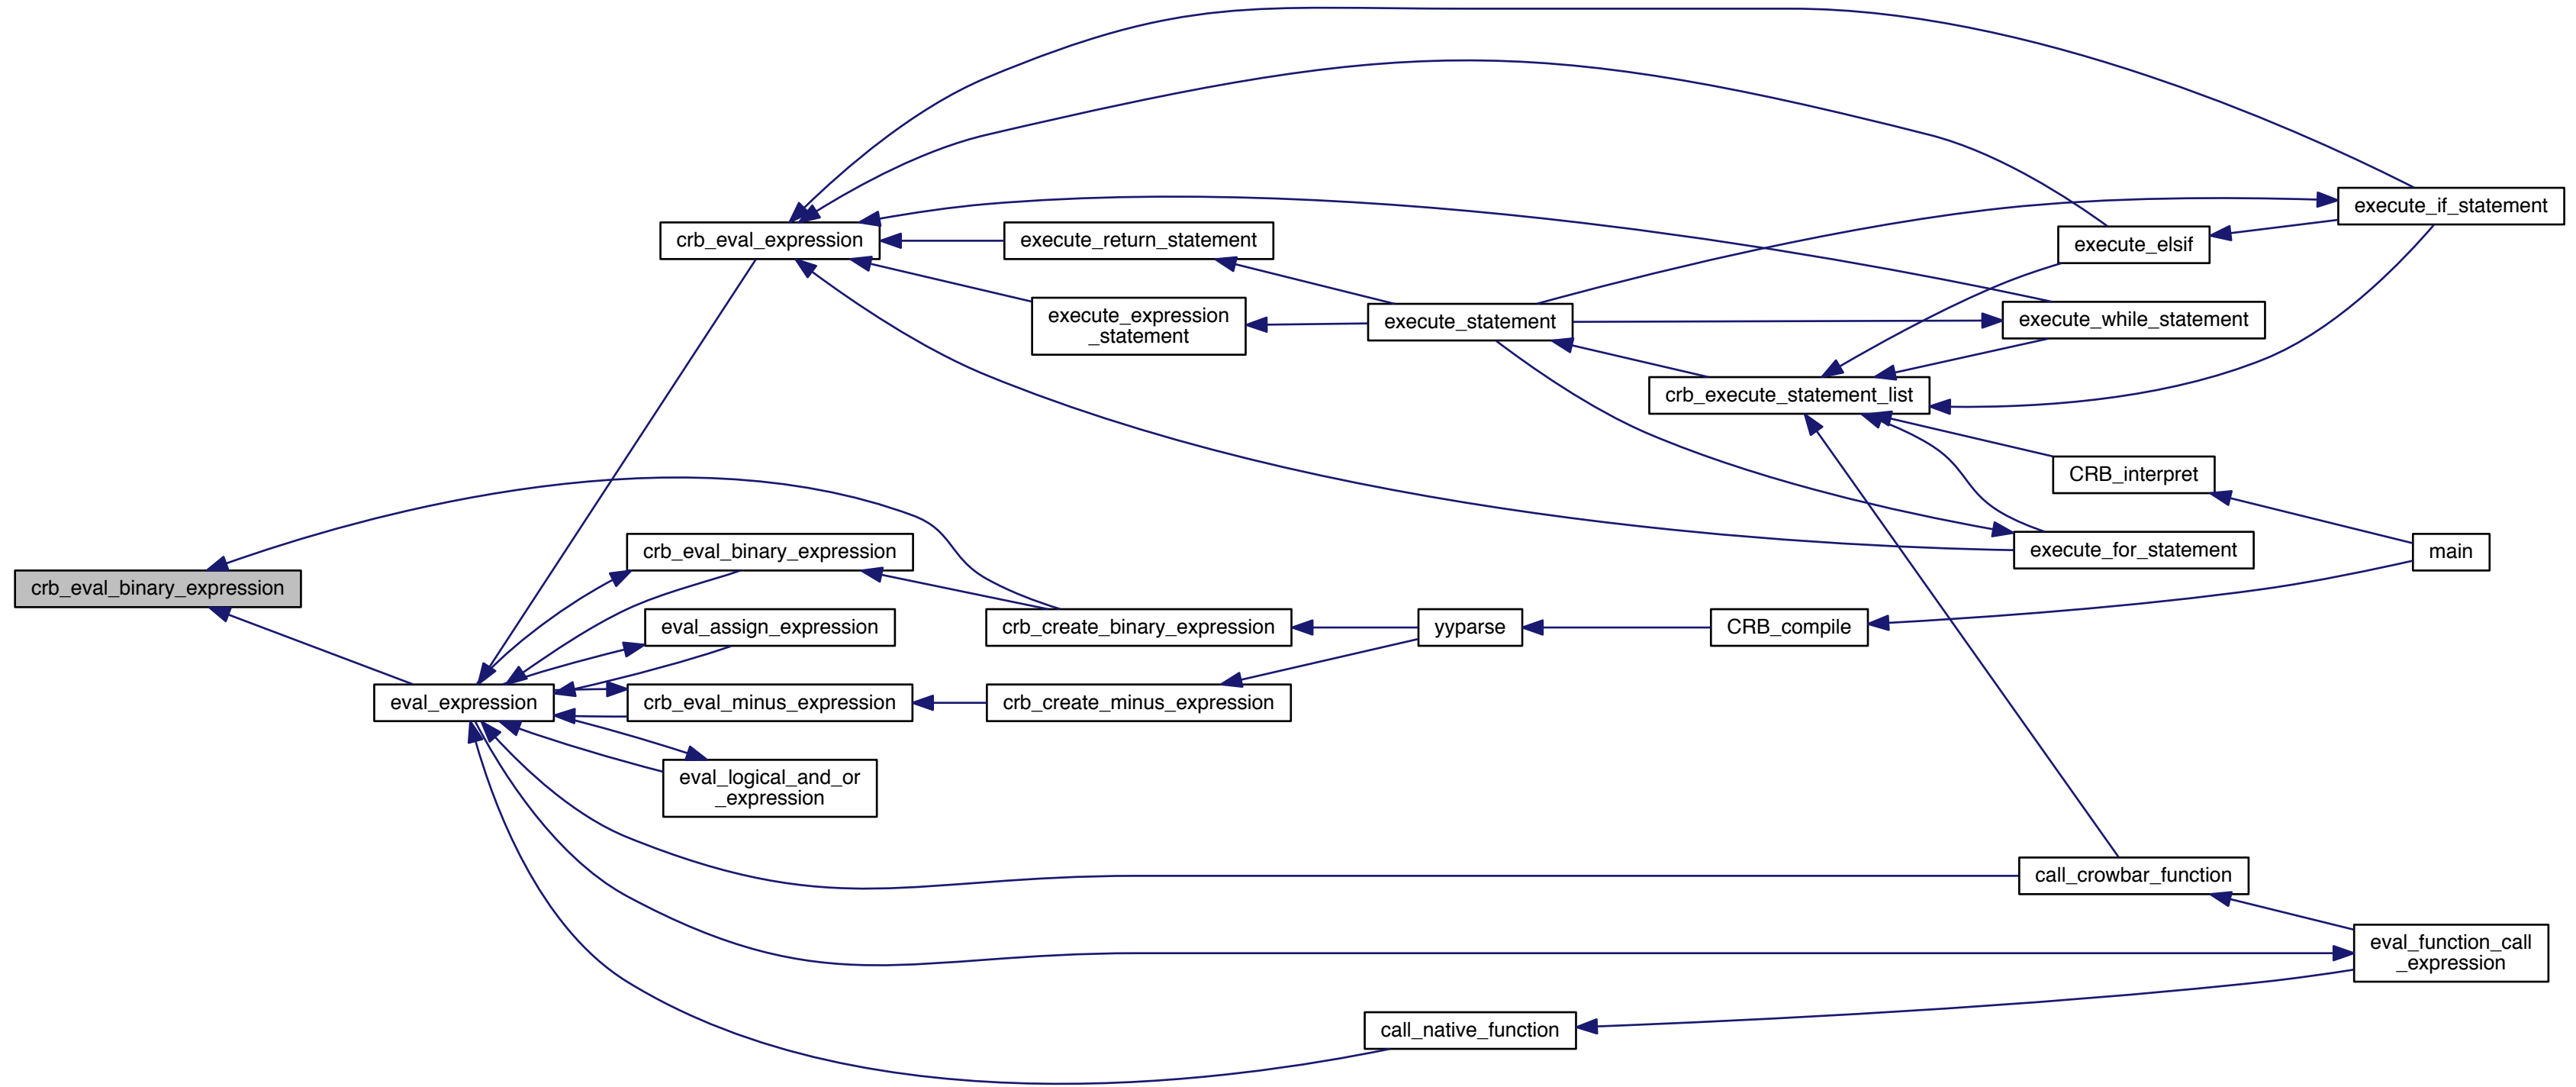 execute_if_statement
crb_eval_expression
execute_return_statement
execute_elsif
execute_expression
_statement
execute_statement
execute_while_statement
crb_execute_statement_list
CRB_interpret
crb_eval_binary_expression
execute_for_statement
main
crb_eval_binary_expression
eval_assign_expression
crb_create_binary_expression
yyparse
CRB_compile
eval_expression
crb_eval_minus_expression
crb_create_minus_expression
eval_logical_and_or
_expression
call_crowbar_function
eval_function_call
_expression
call_native_function